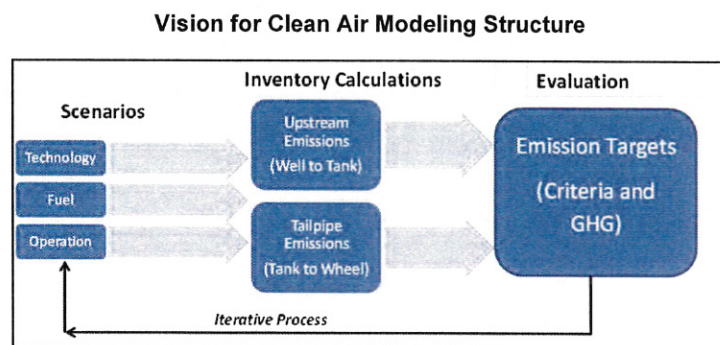 Vision for Clean Air Modeling Structure
Scenarios
Inventory Calculations
Evaluation
Technology
Fuel
Operation
Upstream
Emissions
(Well to Tank)
Tailpipe
Emissions
(Tank to Wheel)
Emission Targets
(Criteria and
GHG)
Iterative Process